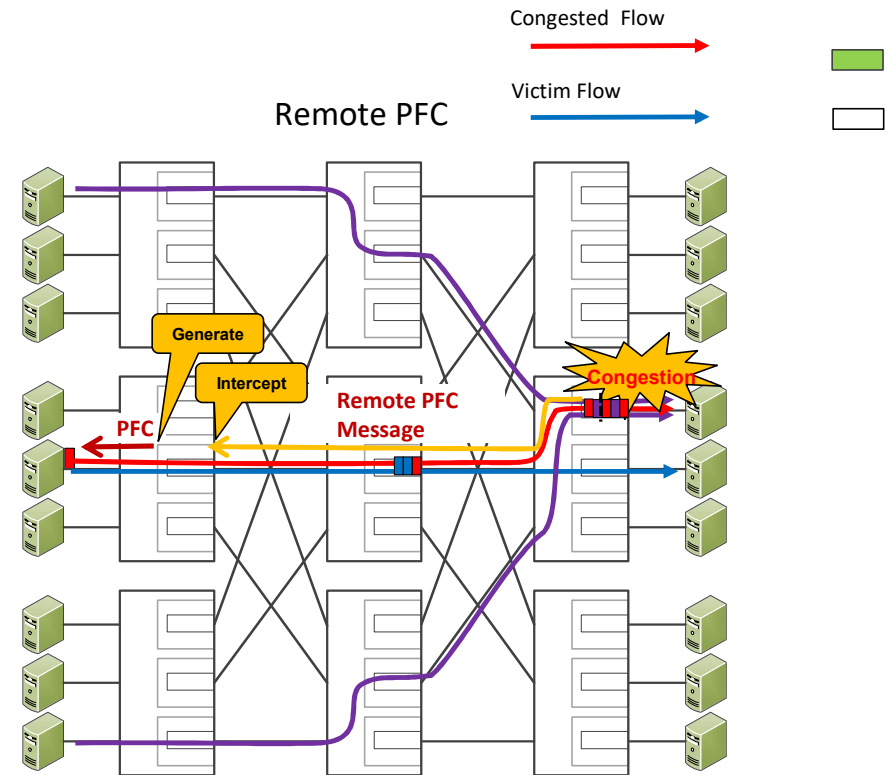 Congested Flow
Victim Flow
Remote PFC
Generate
Intercept
Congestion
Remote PFC
Message
PFC